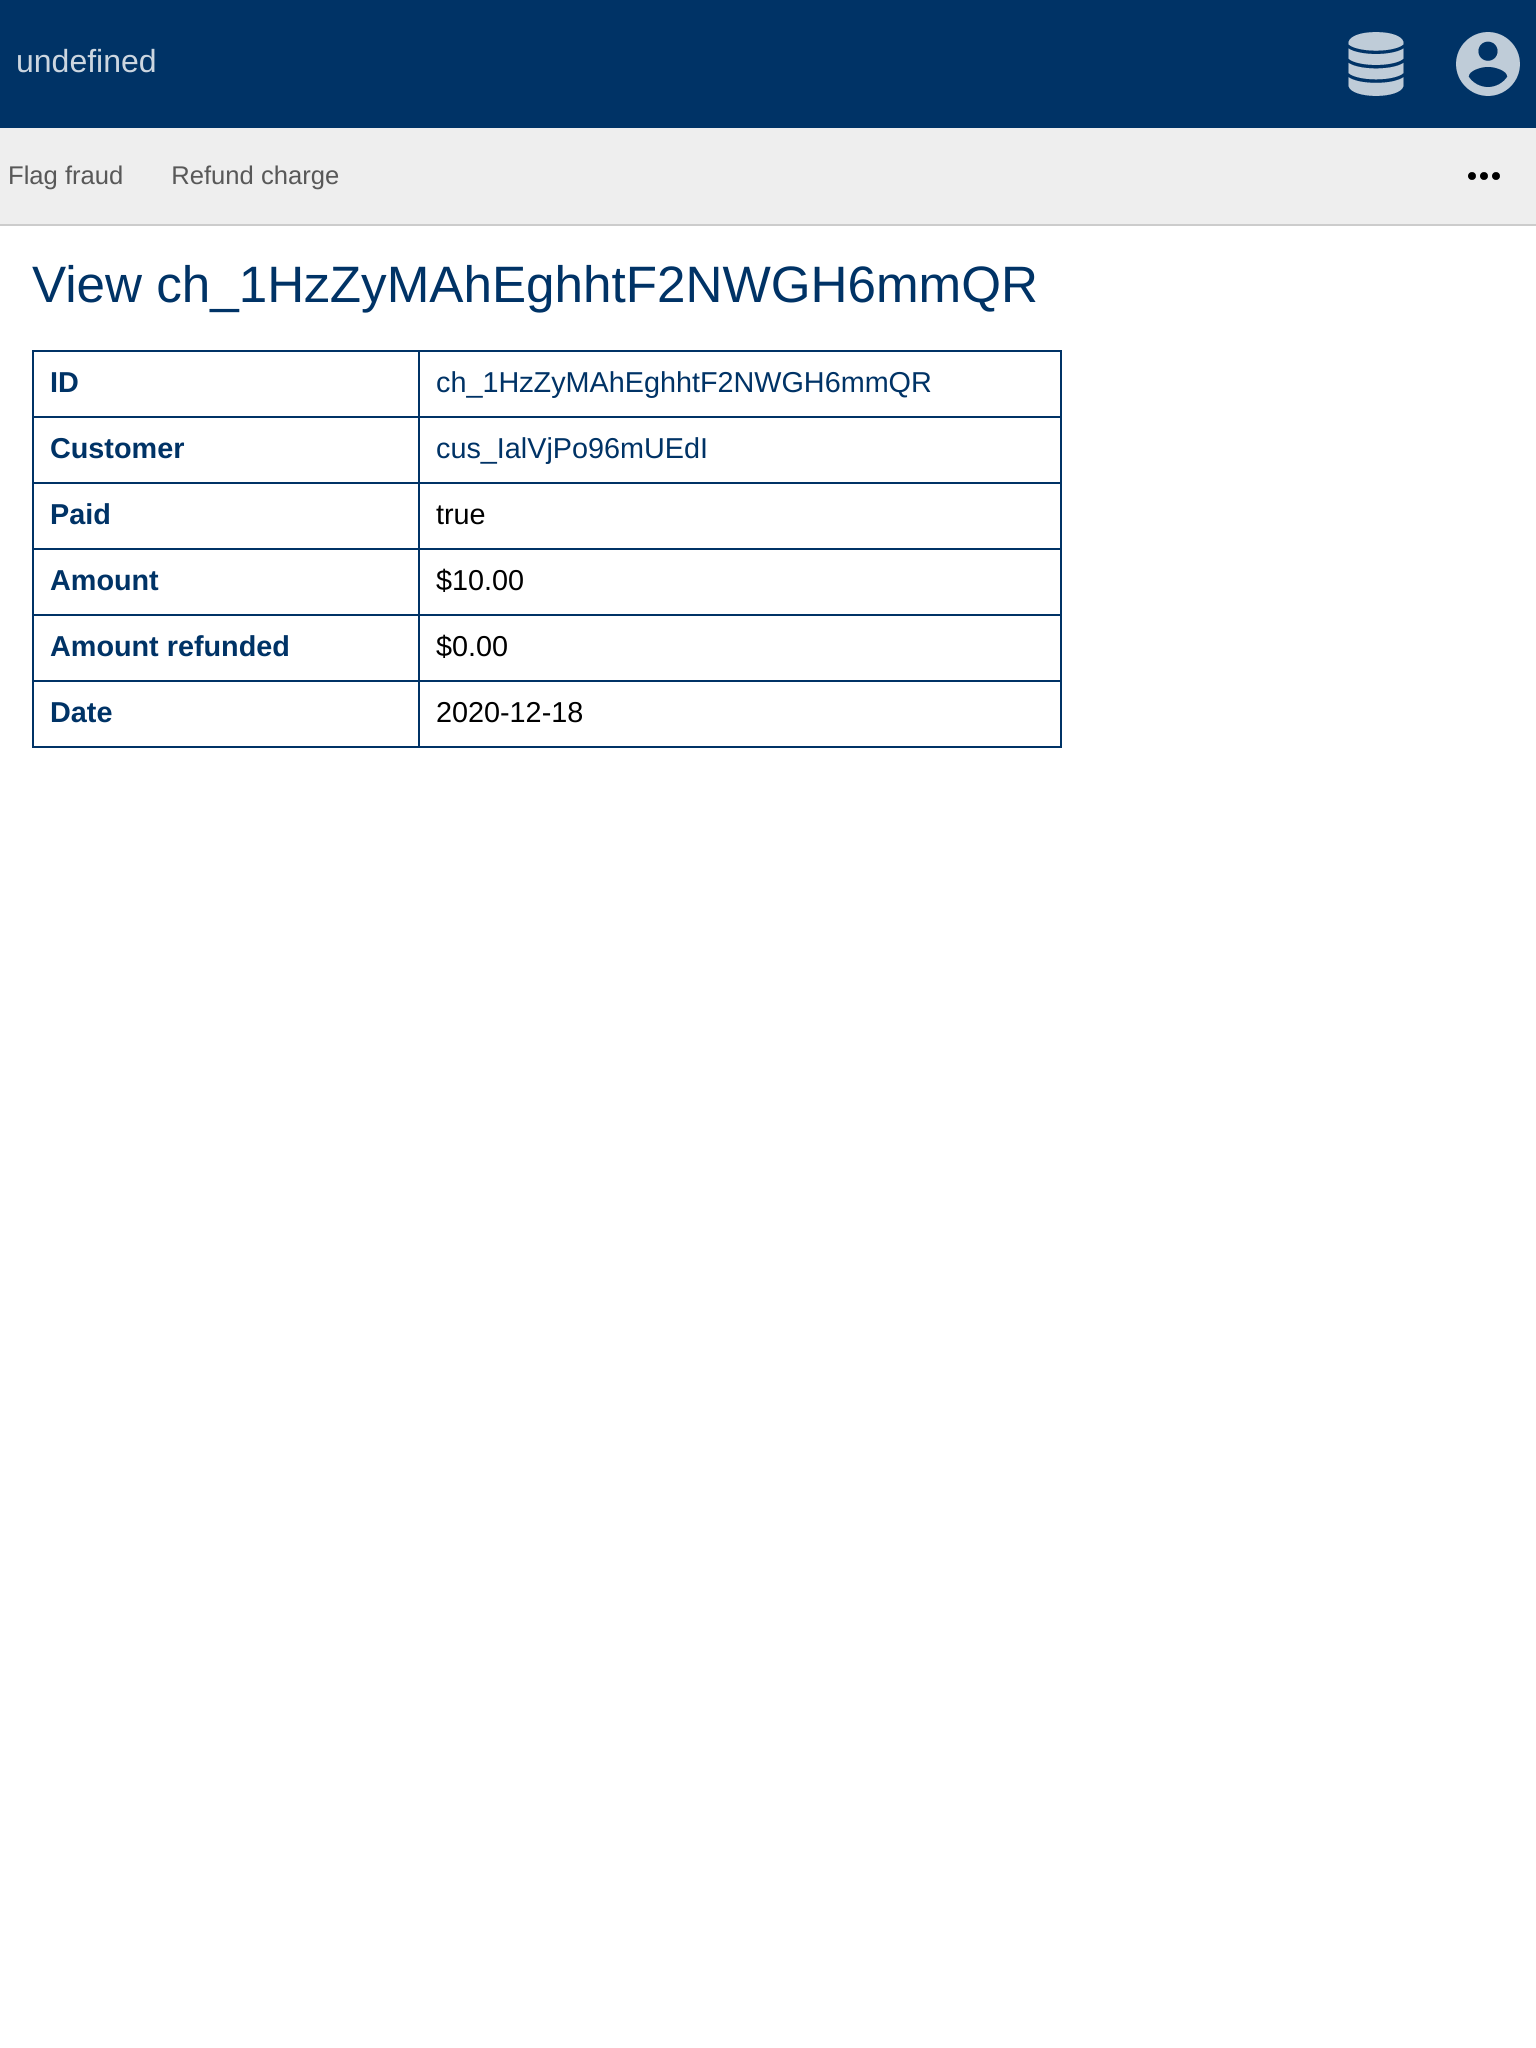 undefined
Flag fraud Refund charge
View ch_1HzZyMAhEghhtF2NWGH6mmQR
ID ch_1HzZyMAhEghhtF2NWGH6mmQR
Customer cus_IalVjPo96mUEdI
Paid true
Amount $10.00
Amount refunded $0.00
Date 2020-12-18